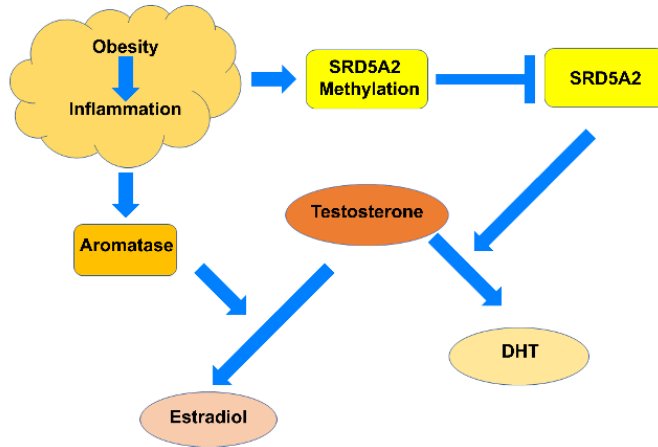 Obesity
Inflammation
SRD5A2
Methylation
SRD5A2
Testosterone
Aromatase
DHT
Estradiol